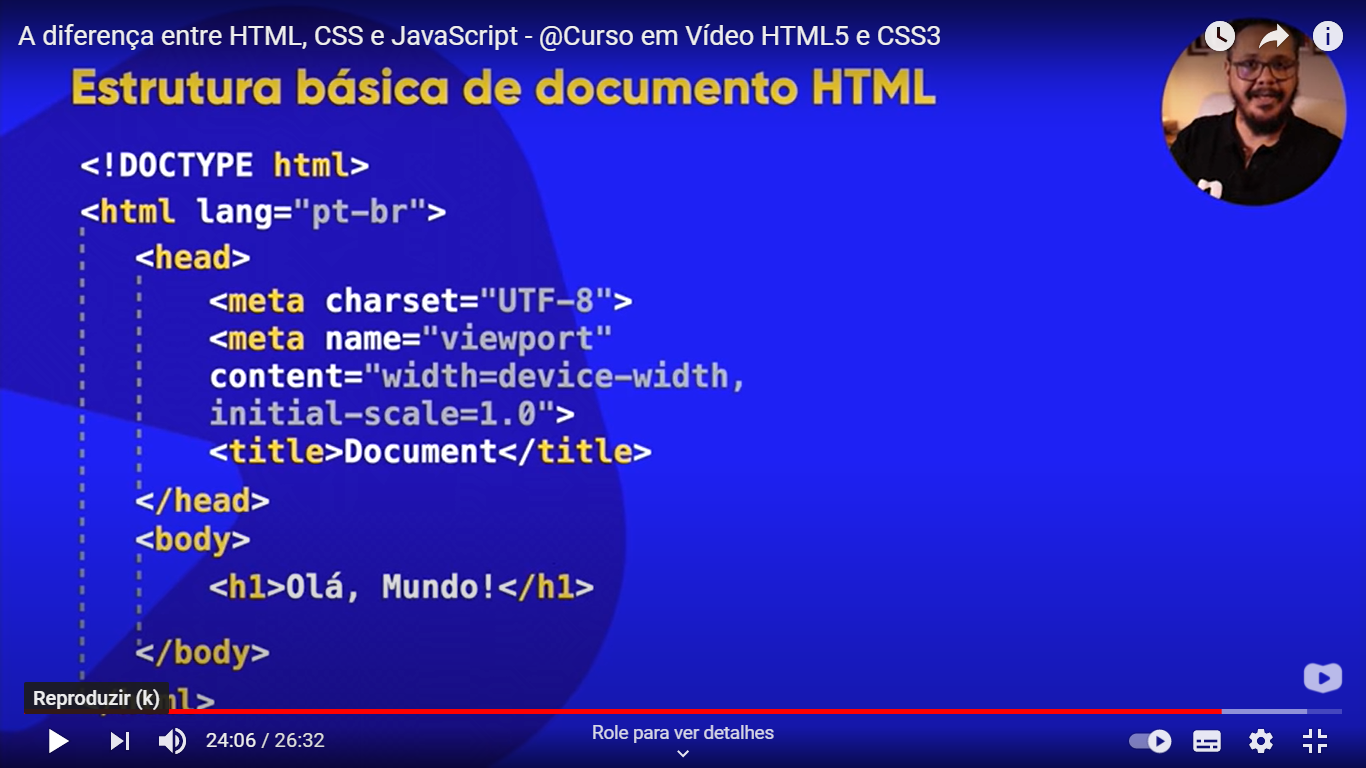 A diferença entre HTML, CSS e JavaScript - @Curso em Vídeo HTML5 e CSS3
Estrutura básica de documento HTML
<!DOCTYPE html>
<html lang="pt-br">
<head>
<meta charset="UTF-8">
<meta name="viewport"
content="width=device-width,
initial-scale=1.0">
<title>Document</title>
</head>
<body>
<h1>Olá, Mundo!</h1>
</body>
Reproduzir (k)
24:06 / 26:32
Role para ver detalhes